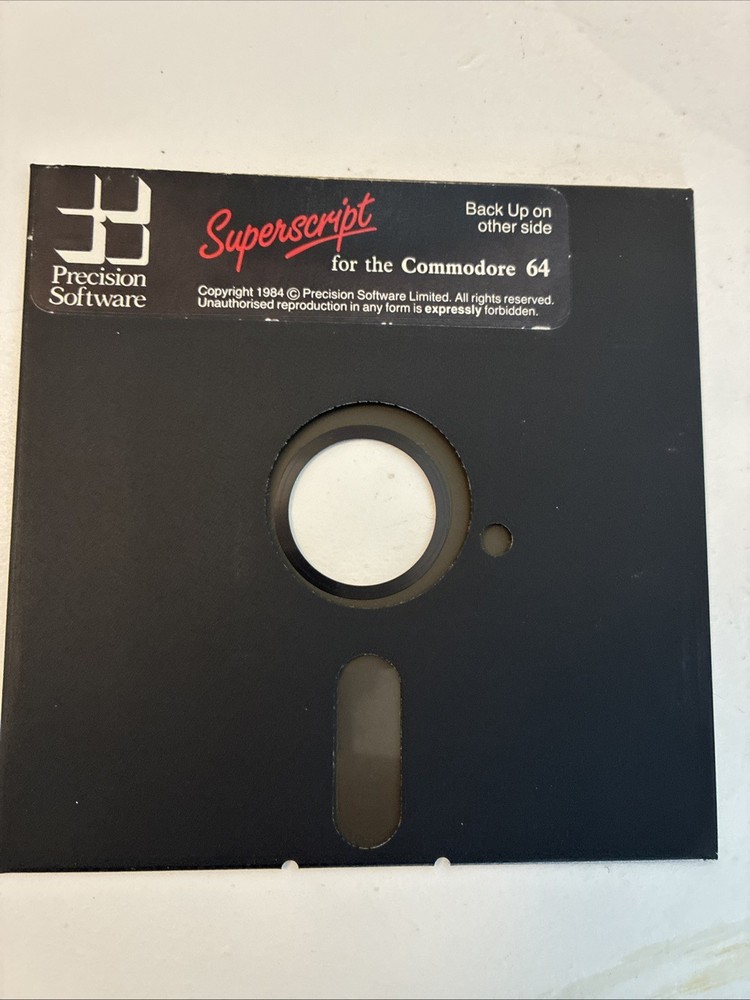 Precision
Software
Superscript
for the Commodore 64
Back Up on
other side
Copyright 1984 © Precision Software Limited. All rights reserved.
Unauthorised reproduction in any form is expressly forbidden.